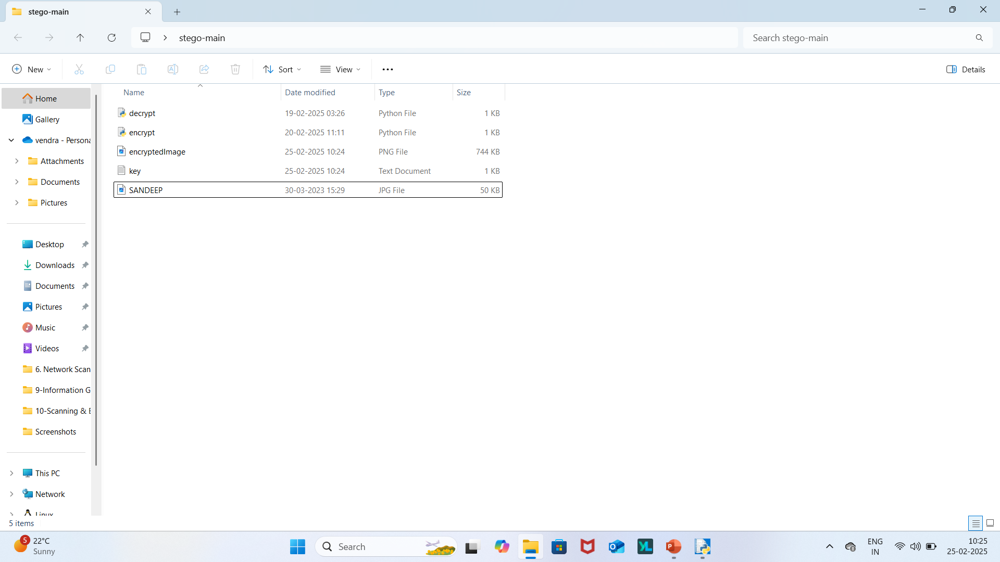 stego-main
stego-main
Search stego-main
New
Sort
View
Details
Name Date modified Type Size
decrypt 19-02-2025 03:26 Python File 1 KB
encrypt 20-02-2025 11:11 Python File 1 KB
encryptedImage 25-02-2025 10:24 PNG File 744 KB
key 25-02-2025 10:24 Text Document 1 KB
SANDEEP 30-03-2023 15:29 JPG File 50 KB
Home
Gallery
vendra - Persona
Attachments
Documents
Pictures
Desktop
Downloads
Documents
Pictures
Music
Videos
6. Network Scan
9-Information G
10-Scanning & E
Screenshots
This PC
Network
Linux
5 items
5
22°C
Sunny
Search
YL
P
ENG
IN
10:25
25-02-2025